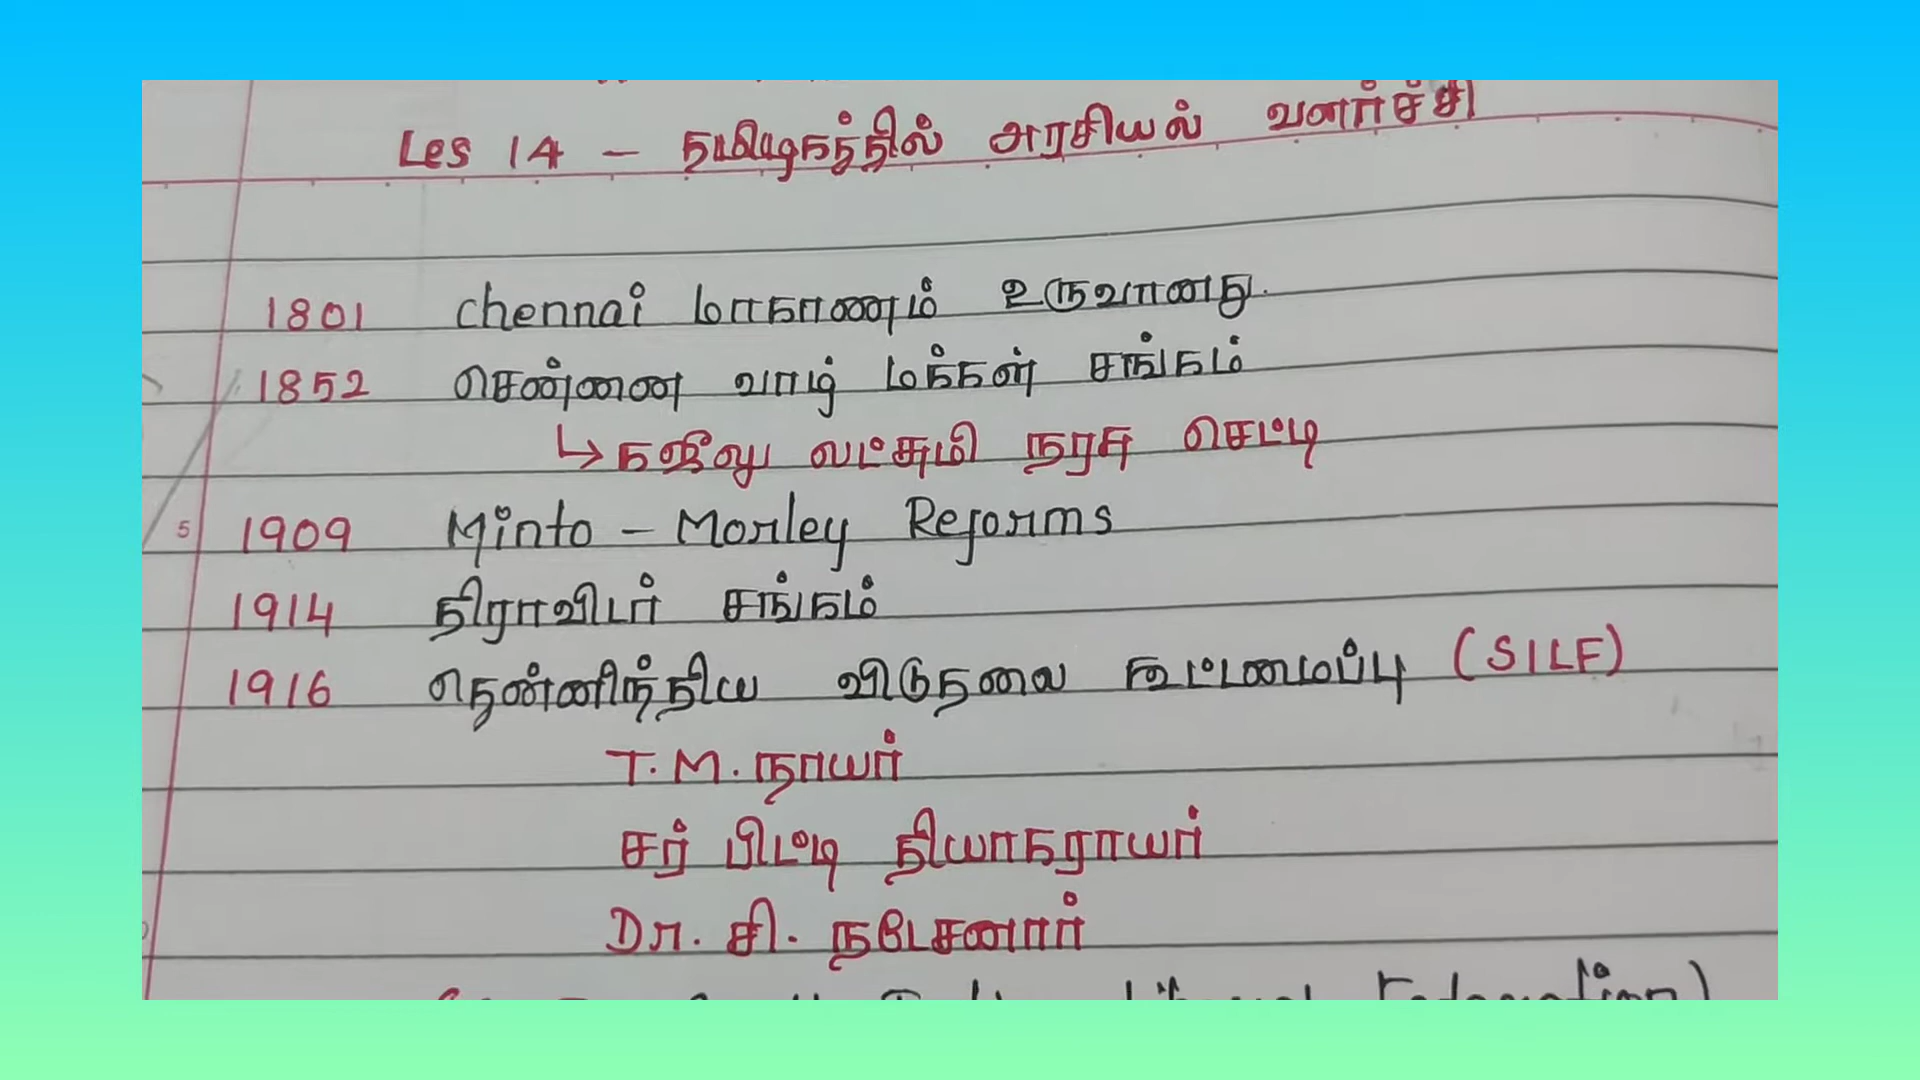 Les 14 – தமிழகத்தில் அரசியல் வளர்ச்சி
1801 Chennai மாகாணம் உருவானது.
1852 சென்னை வாழ் மக்கள் சங்கம்
↳ கஜீலு லட்சுமி நரசு செட்டி
5 1909 Minto – Morley Reforms
1914 திராவிடர் சங்கம்
1916 தென்னிந்திய விடுதலை கூட்டமைப்பு (SILF)
T.M. நாயர்
சர் பிட்டி தியாகராயர்
Dr. சி. நடேசனார்